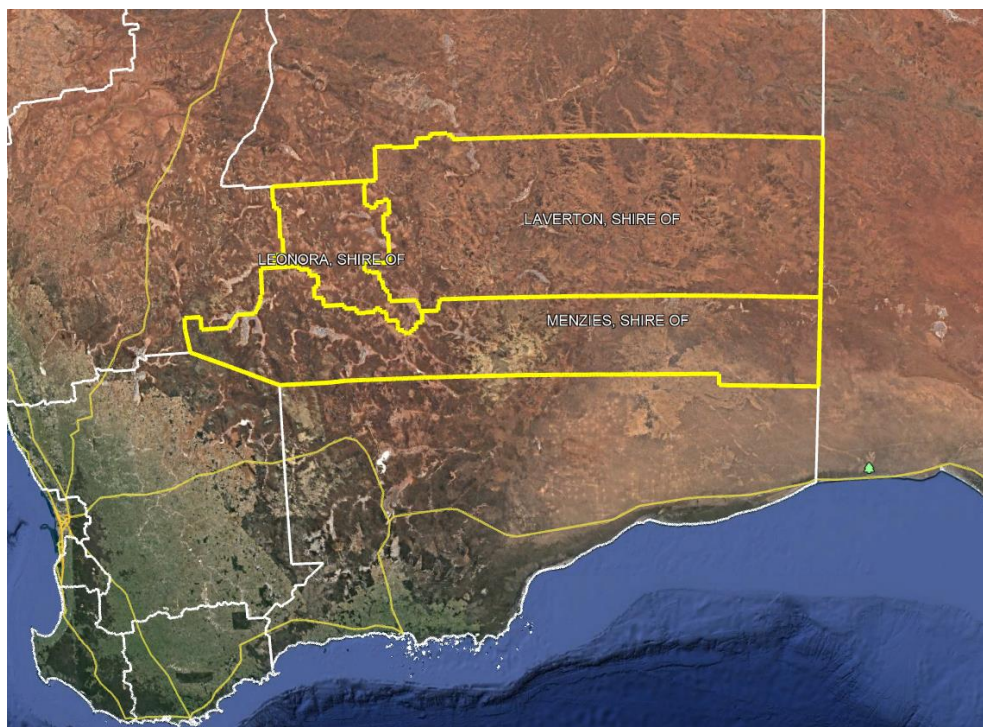 LAVERTON, SHIRE OF
LEONORA, SHIRE OF
MENZIES, SHIRE OF